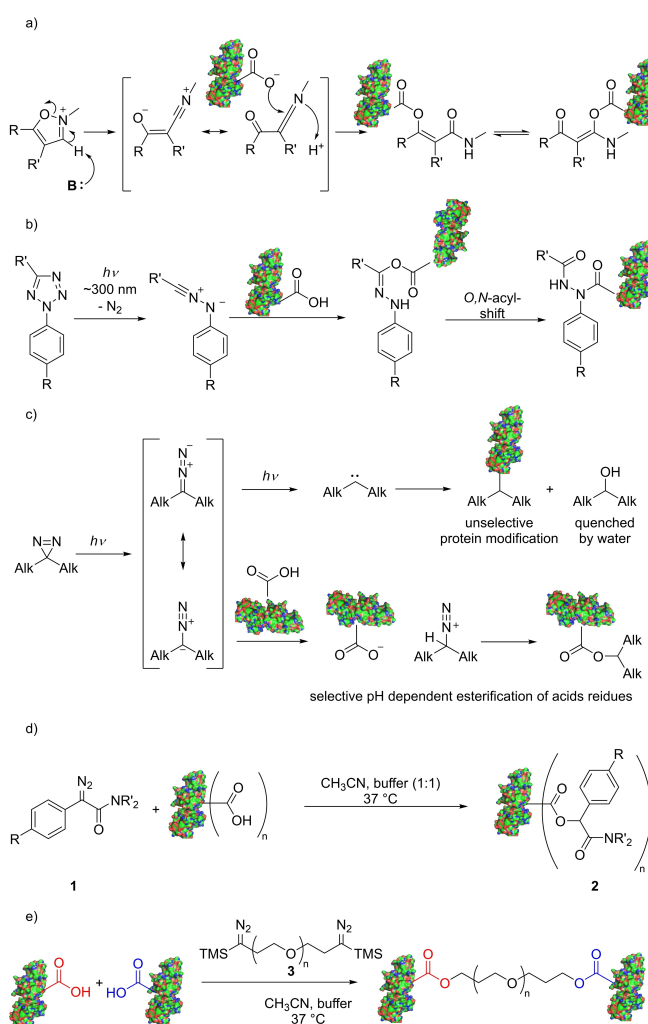 a)
O
N
+
R
R'
H
B:
O
−
N
+
R
R'
O
O
−
O
N
R
R'
H+
O
O
O
R
R'
N
H
O
O
O
R
R'
NH
b)
R'
N
N
N
N
R
hν
~300 nm
- N2
R'
+
N
N
−
R
O
OH
R'
O
N
NH
O
R
O,N-acyl-
shift
R'
O
HN
N
O
R
c)
N=N
Alk
Alk
hν
N−
N+
Alk
Alk
N
N+
Alk
Alk
hν
Alk
Alk
Alk
Alk
+
OH
Alk
Alk
unselective
protein modification
quenched
by water
O
OH
O
O−
N
N+
H
Alk
Alk
O
O
Alk
Alk
selective pH dependent esterification of acids reidues
d)
R
N2
NR'2
O
1
+
O
OH
n
CH3CN, buffer (1:1)
37 °C
R
O
O
NR'2
O
n
2
e)
O
OH
+
O
HO
N2
N2
TMS
O
n
TMS
3
CH3CN, buffer
37 °C
O
O
O
n
O
O